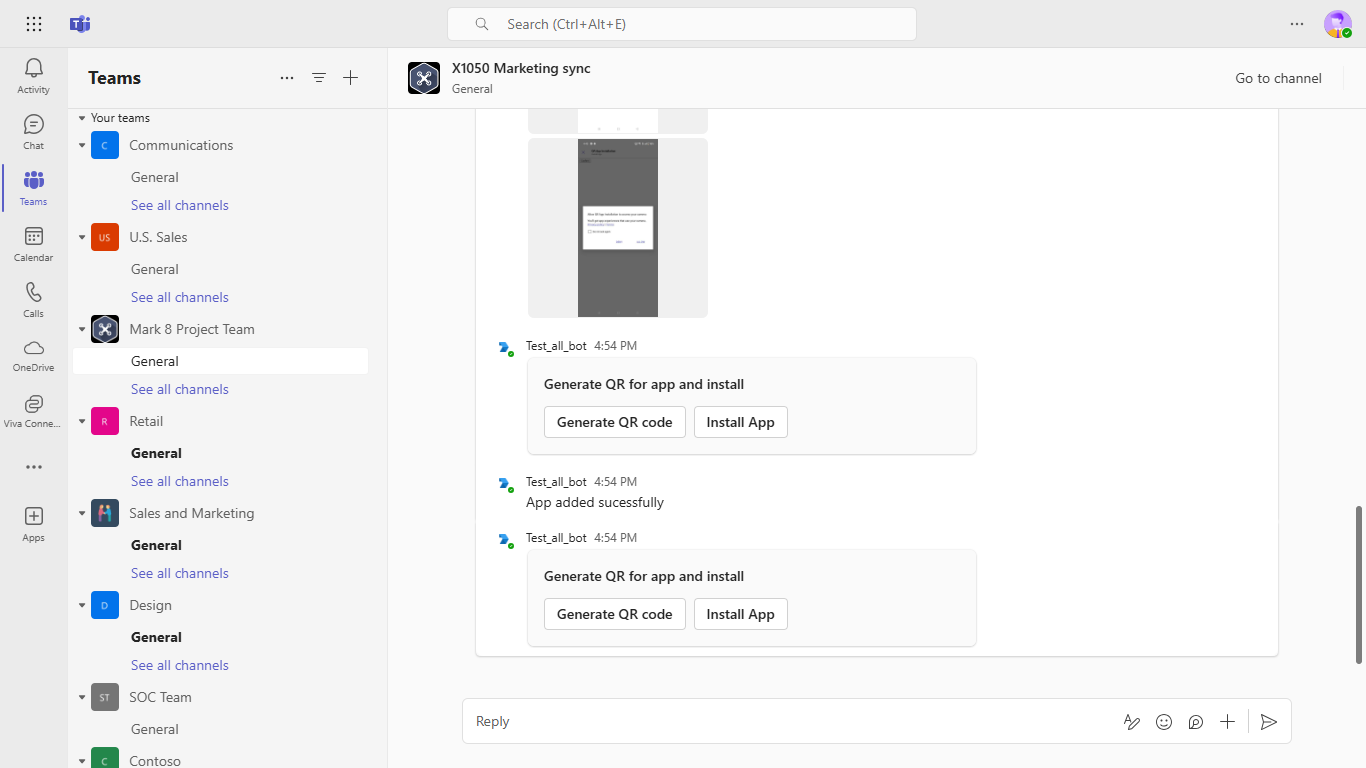 Search (Ctrl+Alt+E)
Activity
Chat
Teams
Calendar
Calls
OneDrive
Viva Conne...
Apps
Teams
Your teams
C
Communications
General
See all channels
US
U.S. Sales
General
See all channels
Mark 8 Project Team
General
See all channels
R
Retail
General
See all channels
Sales and Marketing
General
See all channels
D
Design
General
See all channels
ST
SOC Team
General
C
Contoso
X1050 Marketing sync
General
Go to channel
Test_all_bot 4:54 PM
Generate QR for app and install
Generate QR code Install App
Test_all_bot 4:54 PM
App added sucessfully
Test_all_bot 4:54 PM
Generate QR for app and install
Generate QR code Install App
Reply